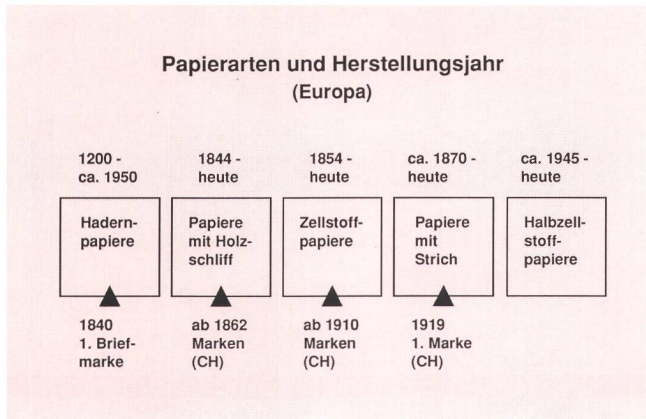 Papierarten und Herstellungsjahr
(Europa)
1200 -
ca. 1950
1844 -
heute
1854 -
heute
ca. 1870 -
heute
ca. 1945 -
heute
Hadern-
papiere
Papiere
mit Holz-
schliff
Zellstoff-
papiere
Papiere
mit
Strich
Halbzell-
stoff-
papiere
1840
1. Brief-
marke
ab 1862
Marken
(CH)
ab 1910
Marken
(CH)
1919
1. Marke
(CH)